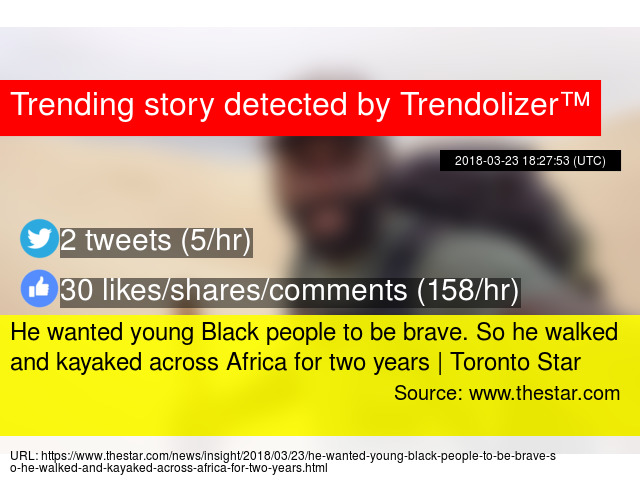 Trending story detected by Trendolizer™
2018-03-23 18:27:53 (UTC)
2 tweets (5/hr)
30 likes/shares/comments (158/hr)
He wanted young Black people to be brave. So he walked
and kayaked across Africa for two years | Toronto Star
Source: www.thestar.com
URL: https://www.thestar.com/news/insight/2018/03/23/he-wanted-young-black-people-to-be-brave-s
o-he-walked-and-kayaked-across-africa-for-two-years.html